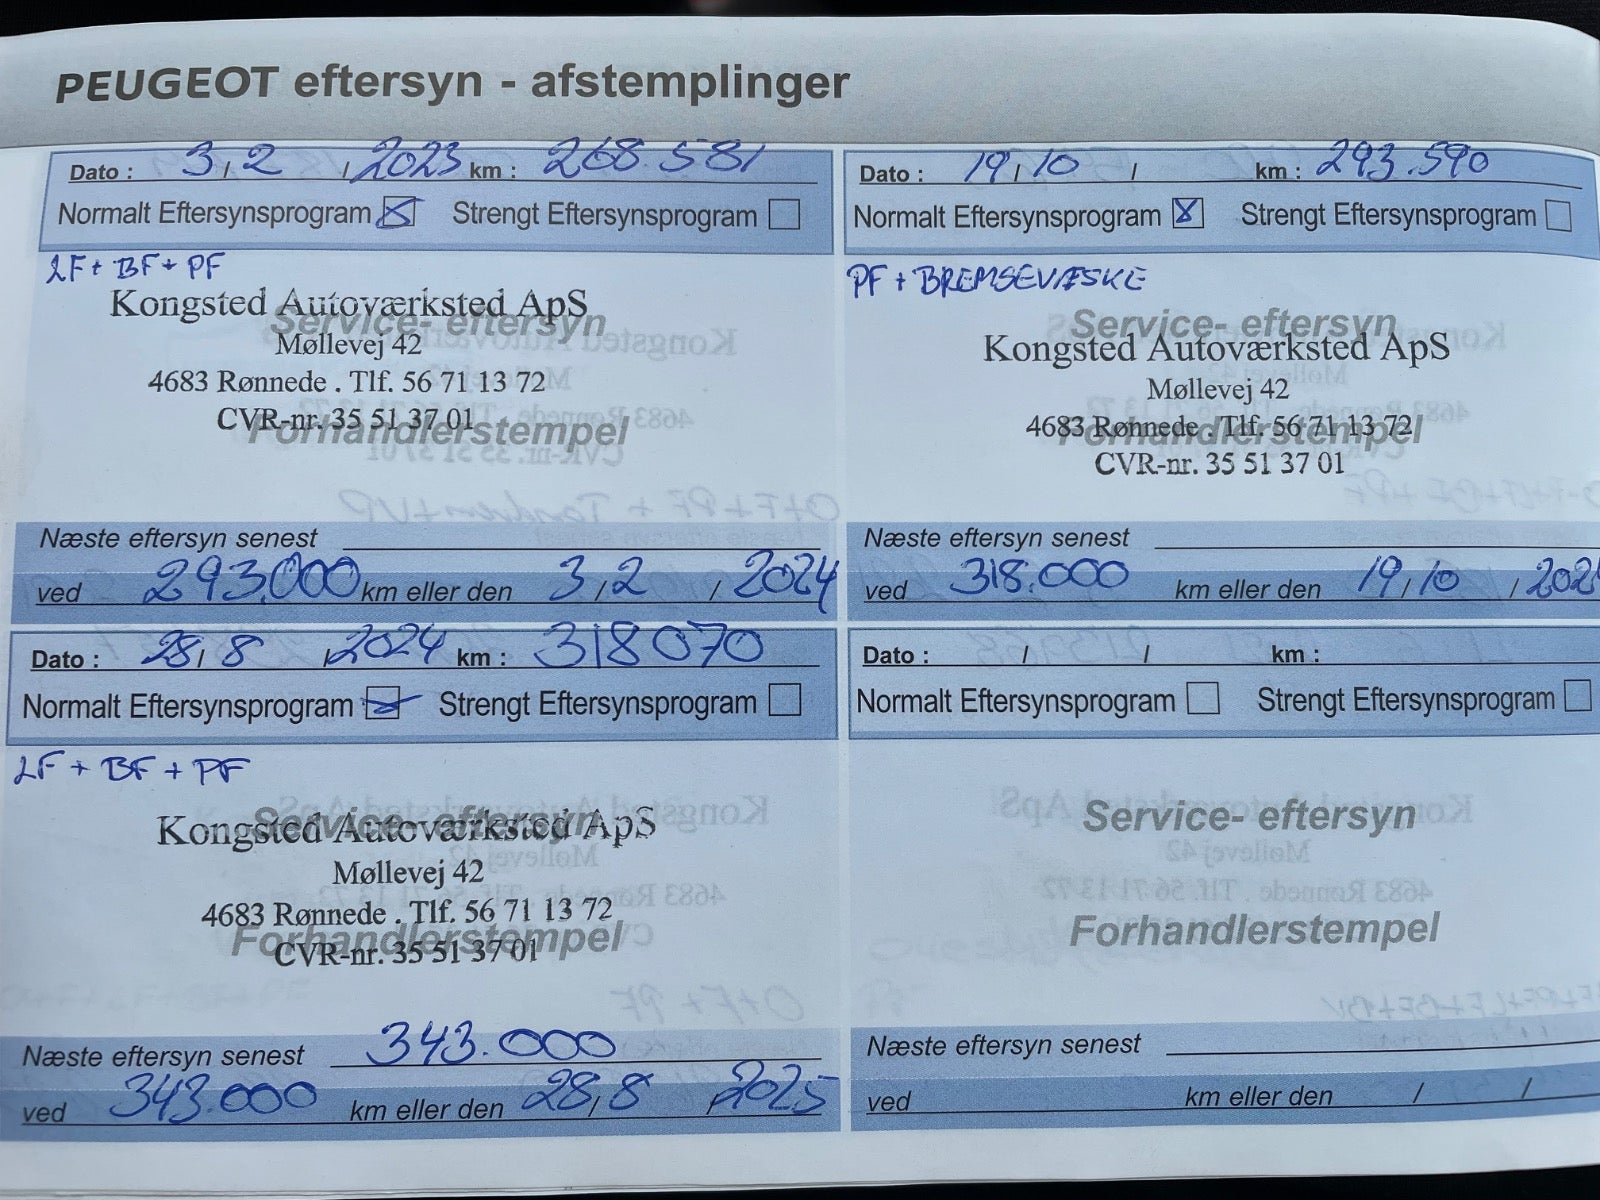 PEUGEOT eftersyn - afstemplinger
Dato : 3 / 2 / 2023 km : 268.581
Normalt Eftersynsprogram Strengt Eftersynsprogram
LF + BF + PF
Service- eftersyn
Kongsted Autoværksted ApS
Møllevej 42
4683 Rønnede . Tlf. 56 71 13 72
CVR-nr. 35 51 37 01
Forhandlerstempel
Næste eftersyn senest
ved 293.000 km eller den 3 / 2 / 2024
Dato : 19 / 10 / km : 293.590
Normalt Eftersynsprogram Strengt Eftersynsprogram
PF + BREMSEVÆSKE
Service- eftersyn
Kongsted Autoværksted ApS
Møllevej 42
4683 Rønnede . Tlf. 56 71 13 72
Forhandlerstempel
CVR-nr. 35 51 37 01
Næste eftersyn senest
ved 318.000 km eller den 19 / 10 /
Dato : 28 / 8 / 2024 km : 318070
Normalt Eftersynsprogram Strengt Eftersynsprogram
LF + BF + PF
Service- eftersyn
Kongsted Autoværksted ApS
Møllevej 42
4683 Rønnede . Tlf. 56 71 13 72
Forhandlerstempel
CVR-nr. 35 51 37 01
Næste eftersyn senest 343.000
ved 343.000 km eller den 28 / 8 / 2025
Dato : / / km :
Normalt Eftersynsprogram Strengt Eftersynsprogram
Service- eftersyn
Forhandlerstempel
Næste eftersyn senest
ved km eller den / /